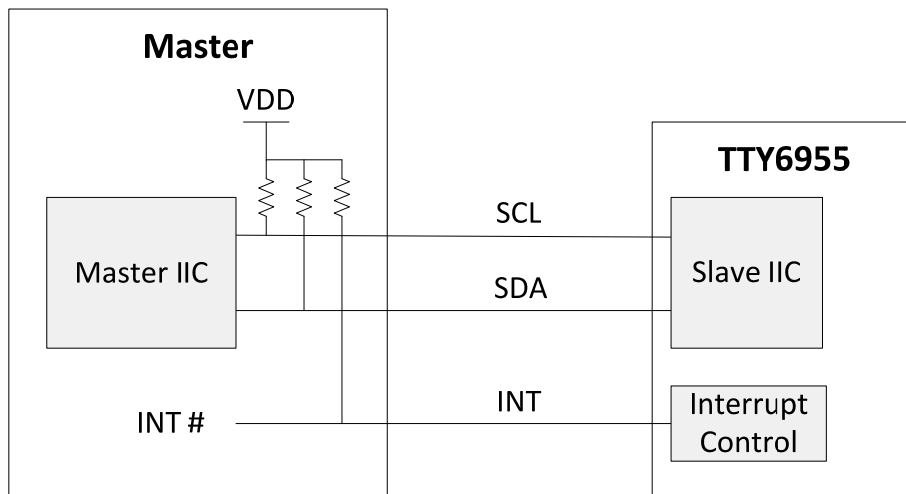 Master
VDD
TTY6955
SCL
Master IIC
Slave IIC
SDA
INT
INT #
Interrupt
Control